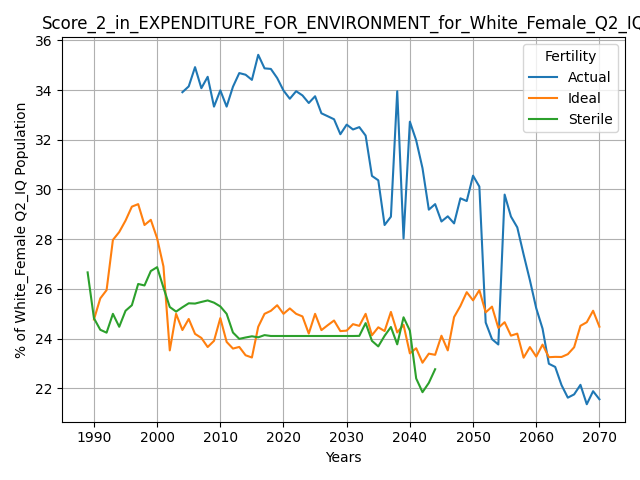 Score_2_in_EXPENDITURE_FOR_ENVIRONMENT_for_White_Female_Q2_IQ
36
34
32
30
28
26
24
22
% of White_Female Q2_IQ Population
Fertility
Actual
Ideal
Sterile
1990 2000 2010 2020 2030 2040 2050 2060 2070
Years